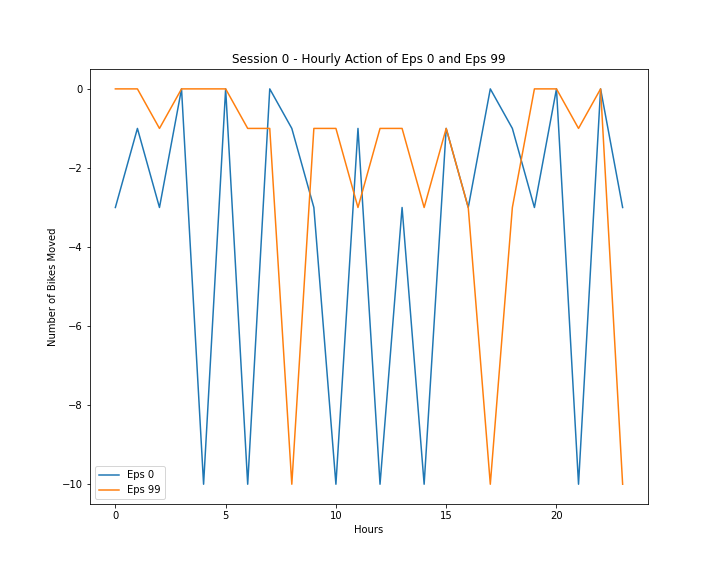 Session 0 - Hourly Action of Eps 0 and Eps 99
Number of Bikes Moved
0
−2
−4
−6
−8
−10
Eps 0
Eps 99
0 5 10 15 20
Hours